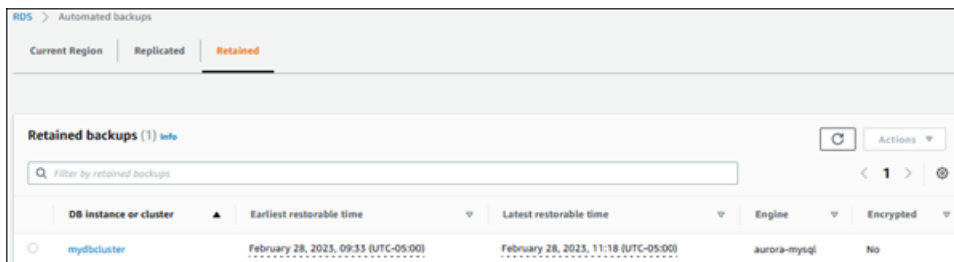 RDS > Automated backups
Current Region Replicated Retained
Retained backups (1) Info
Actions
Filter by retained backups
< 1 >
DB instance or cluster Earliest restorable time Latest restorable time Engine Encrypted
mydbcluster February 28, 2023, 09:33 (UTC-05:00) February 28, 2023, 11:18 (UTC-05:00) aurora-mysql No